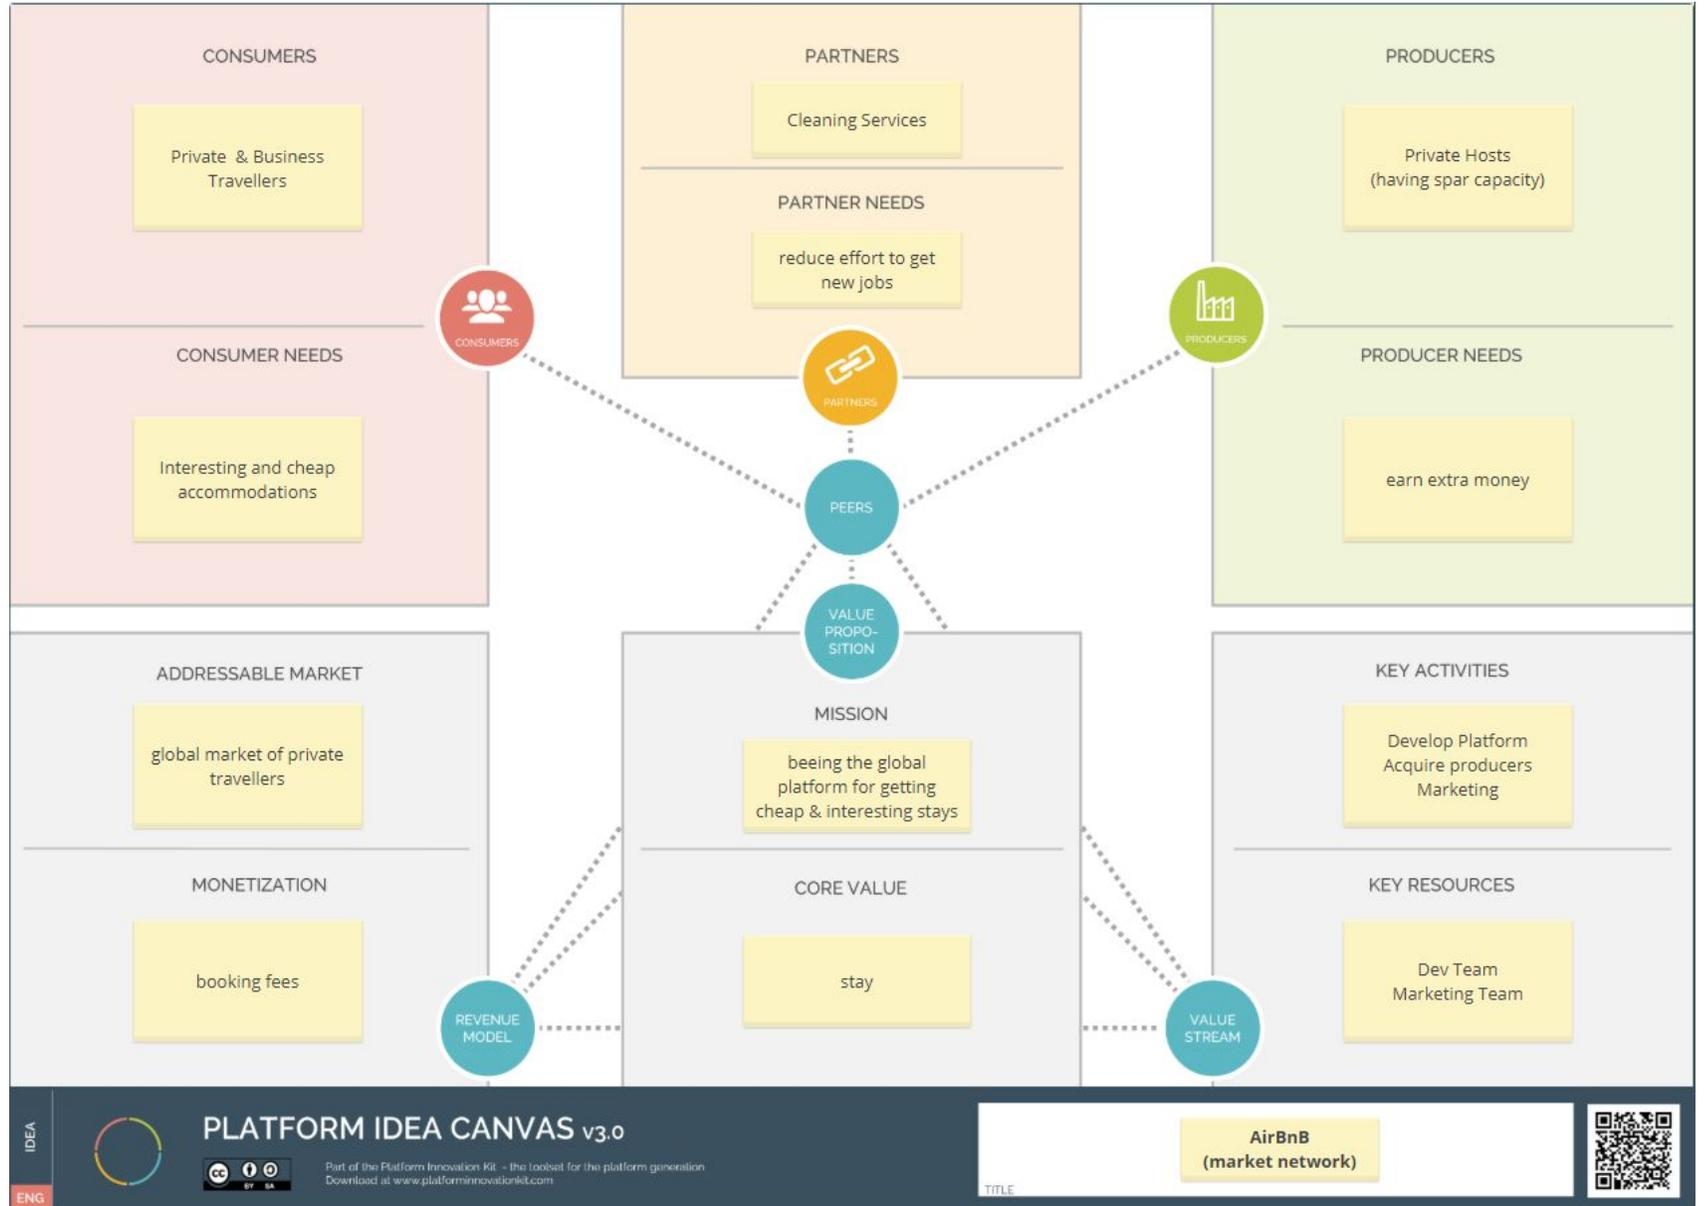 CONSUMERS
Private & Business
Travellers
CONSUMERS
CONSUMER NEEDS
Interesting and cheap
accommodations
PARTNERS
Cleaning Services
PARTNER NEEDS
reduce effort to get
new jobs
PARTNERS
PRODUCERS
Private Hosts
(having spar capacity)
PRODUCERS
PRODUCER NEEDS
earn extra money
PEERS
VALUE
PROPO-
SITION
ADDRESSABLE MARKET
global market of private
travellers
MONETIZATION
booking fees
REVENUE
MODEL
MISSION
beeing the global
platform for getting
cheap & interesting stays
CORE VALUE
stay
KEY ACTIVITIES
Develop Platform
Acquire producers
Marketing
KEY RESOURCES
Dev Team
Marketing Team
VALUE
STREAM
IDEA
ENG
PLATFORM IDEA CANVAS v3.0
cc
BY SA
Part of the Platform Innovation Kit - the toolset for the platform generation
Download at www.platforminnovationkit.com
TITLE
AirBnB
(market network)